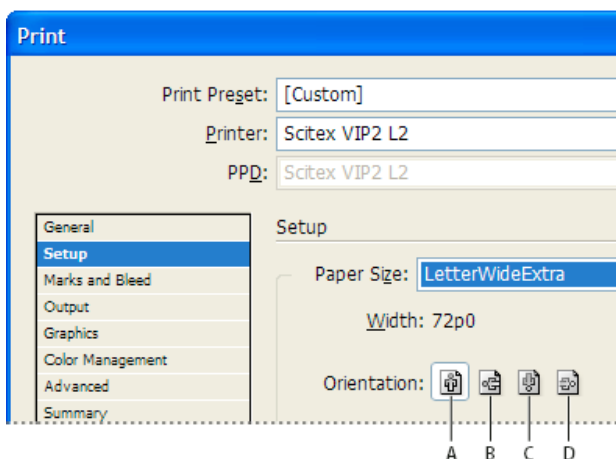 Print
Print Preset: [Custom]
Printer: Scitex VIP2 L2
PPD: Scitex VIP2 L2
General
Setup
Marks and Bleed
Output
Graphics
Color Management
Advanced
Summary
Setup
Paper Size: LetterWideExtra
Width: 72p0
Orientation:
A B C D